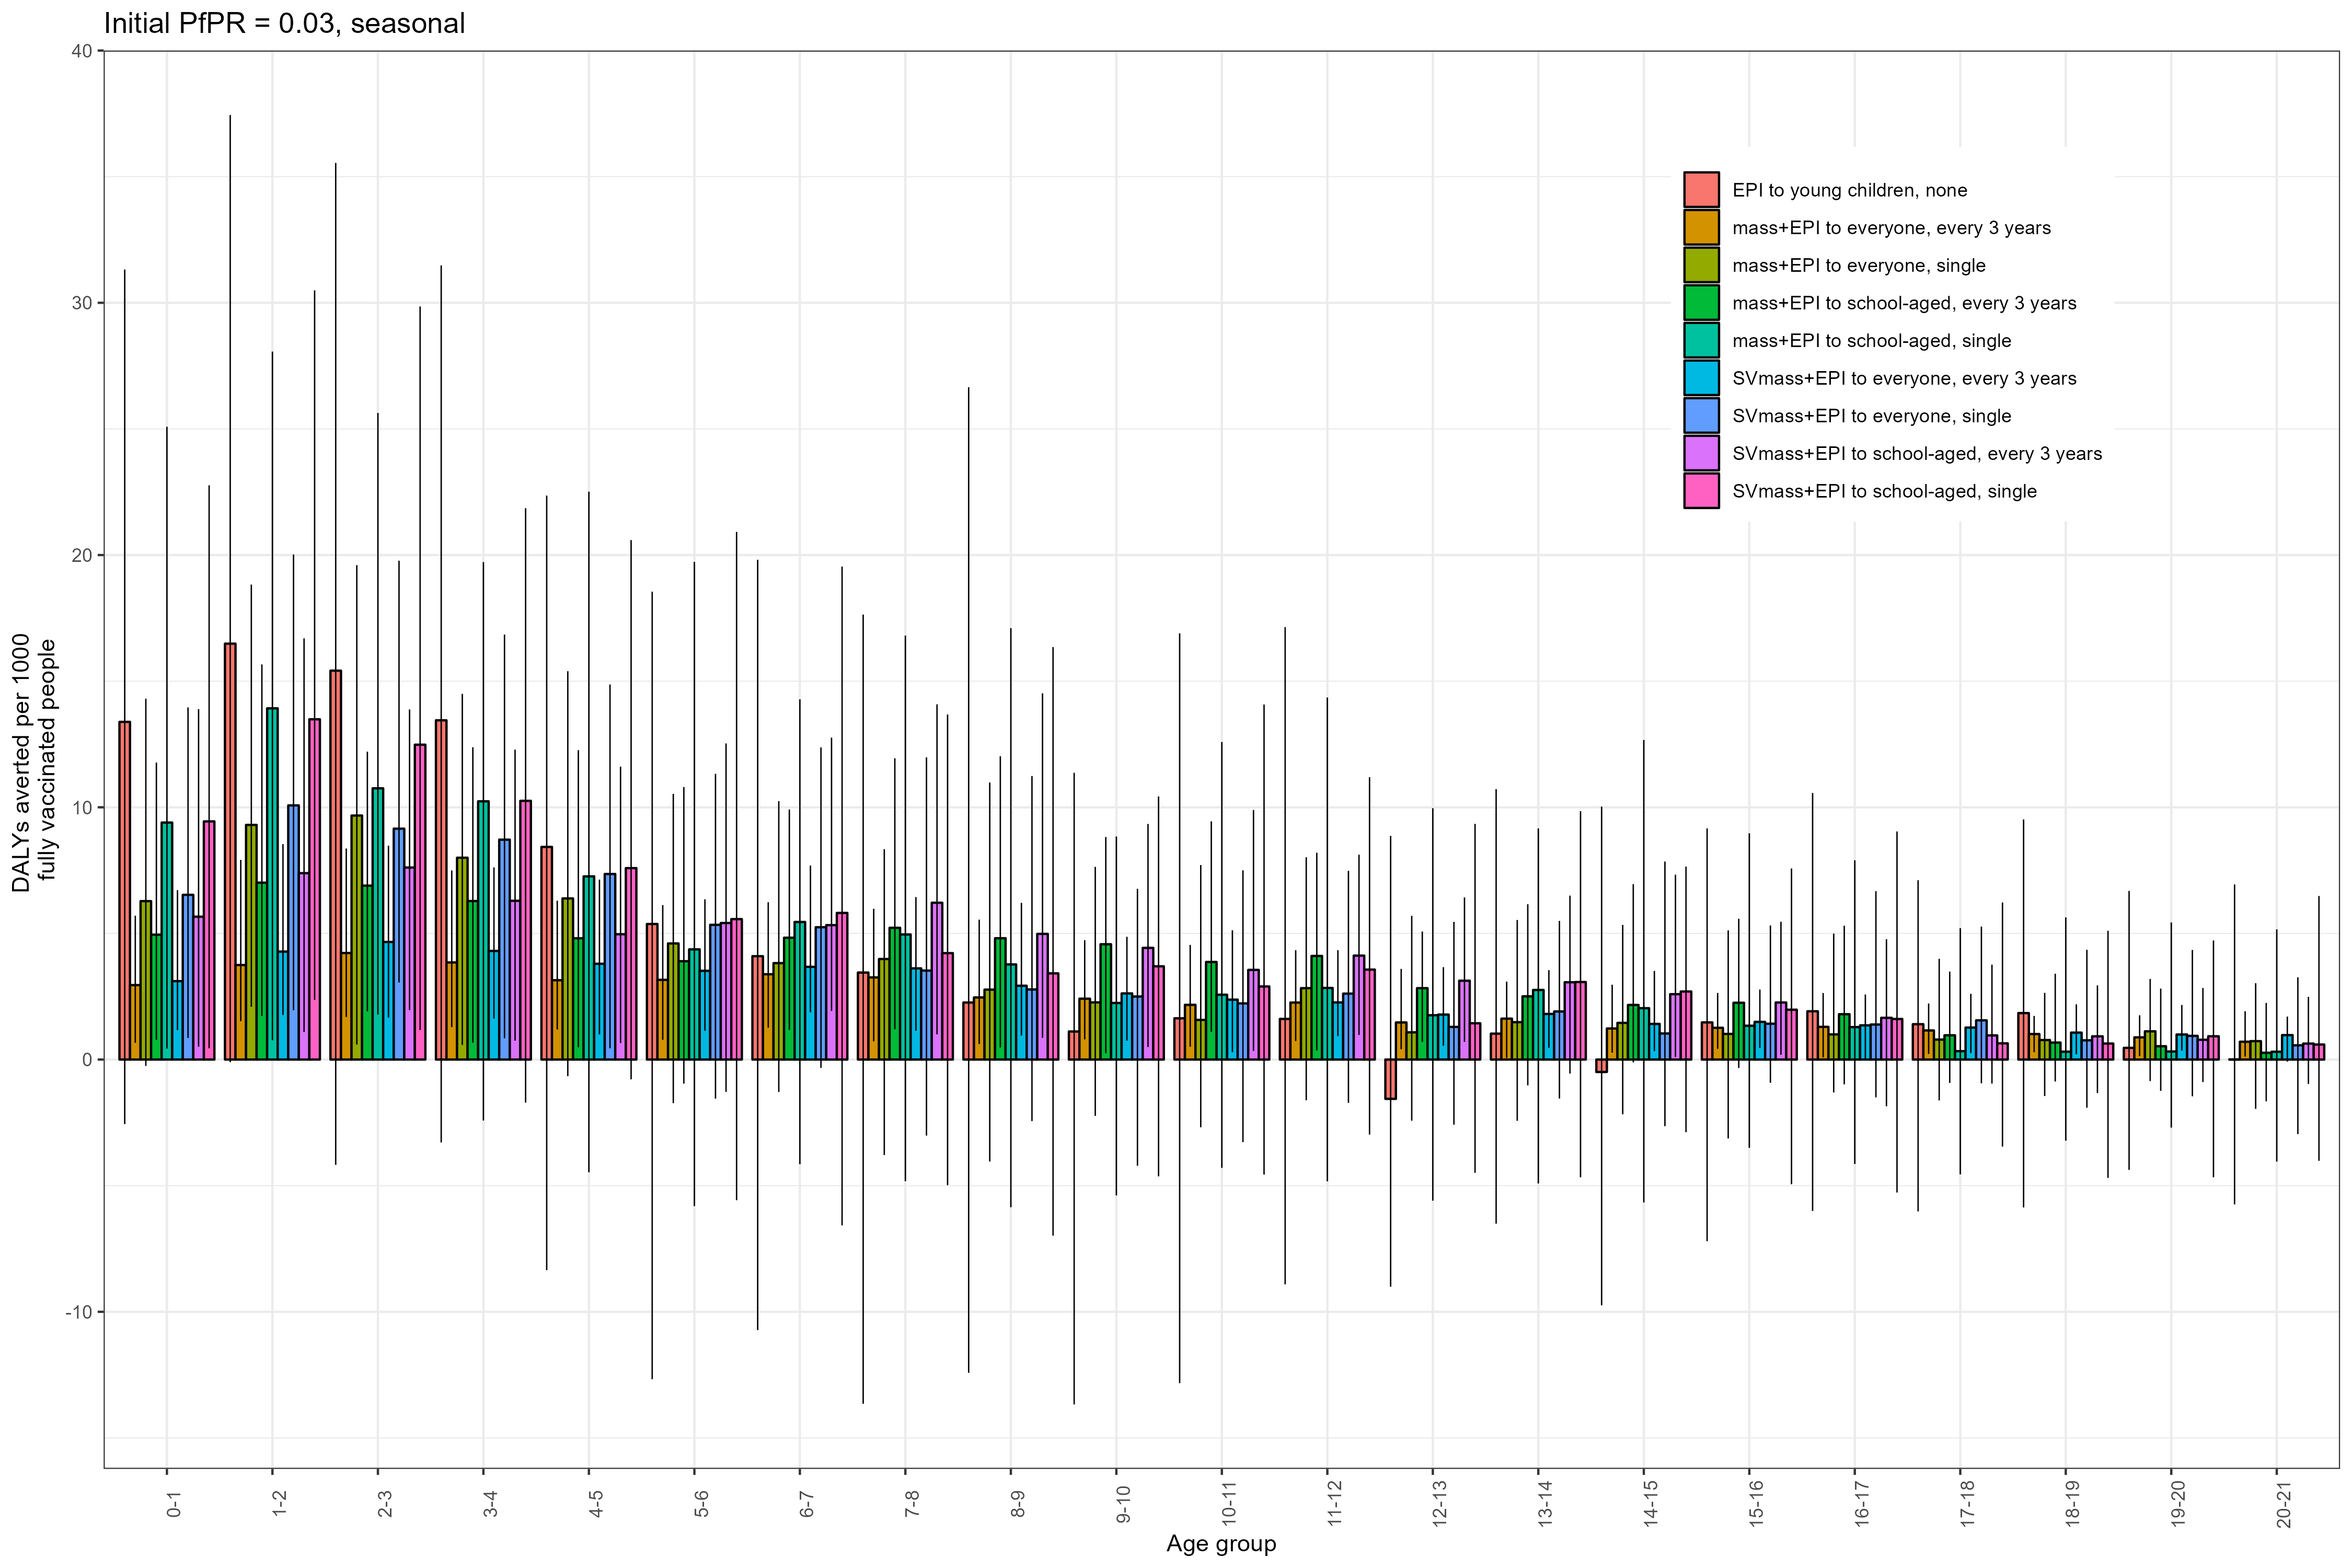 Initial PfPR = 0.03, seasonal
40
30
20
10
0
-10
DALYs averted per 1000
fully vaccinated people
EPI to young children, none
mass+EPI to everyone, every 3 years
mass+EPI to everyone, single
mass+EPI to school-aged, every 3 years
mass+EPI to school-aged, single
SVmass+EPI to everyone, every 3 years
SVmass+EPI to everyone, single
SVmass+EPI to school-aged, every 3 years
SVmass+EPI to school-aged, single
0-1
1-2
2-3
3-4
4-5
5-6
6-7
7-8
8-9
9-10
10-11
11-12
12-13
13-14
14-15
15-16
16-17
17-18
18-19
19-20
20-21
Age group